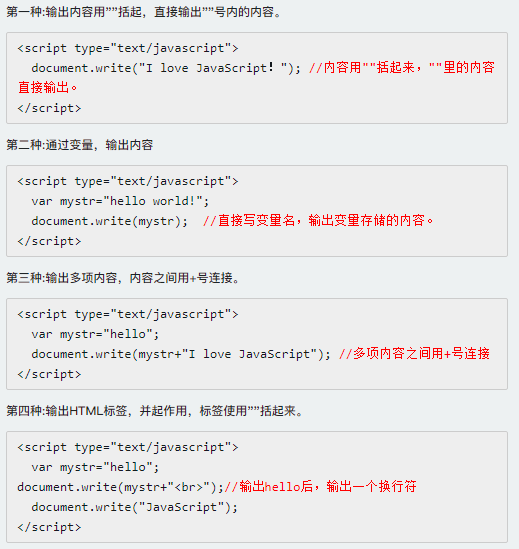 第一种:输出内容用””括起，直接输出””号内的内容。
<script type="text/javascript">
  document.write("I love JavaScript！"); //内容用""括起来，""里的内容
直接输出。
</script>
第二种:通过变量，输出内容
<script type="text/javascript">
  var mystr="hello world!";
  document.write(mystr);  //直接写变量名，输出变量存储的内容。
</script>
第三种:输出多项内容，内容之间用+号连接。
<script type="text/javascript">
  var mystr="hello";
  document.write(mystr+"I love JavaScript"); //多项内容之间用+号连接
</script>
第四种:输出HTML标签，并起作用，标签使用””括起来。
<script type="text/javascript">
  var mystr="hello";
document.write(mystr+"<br>");//输出hello后，输出一个换行符
  document.write("JavaScript");
</script>